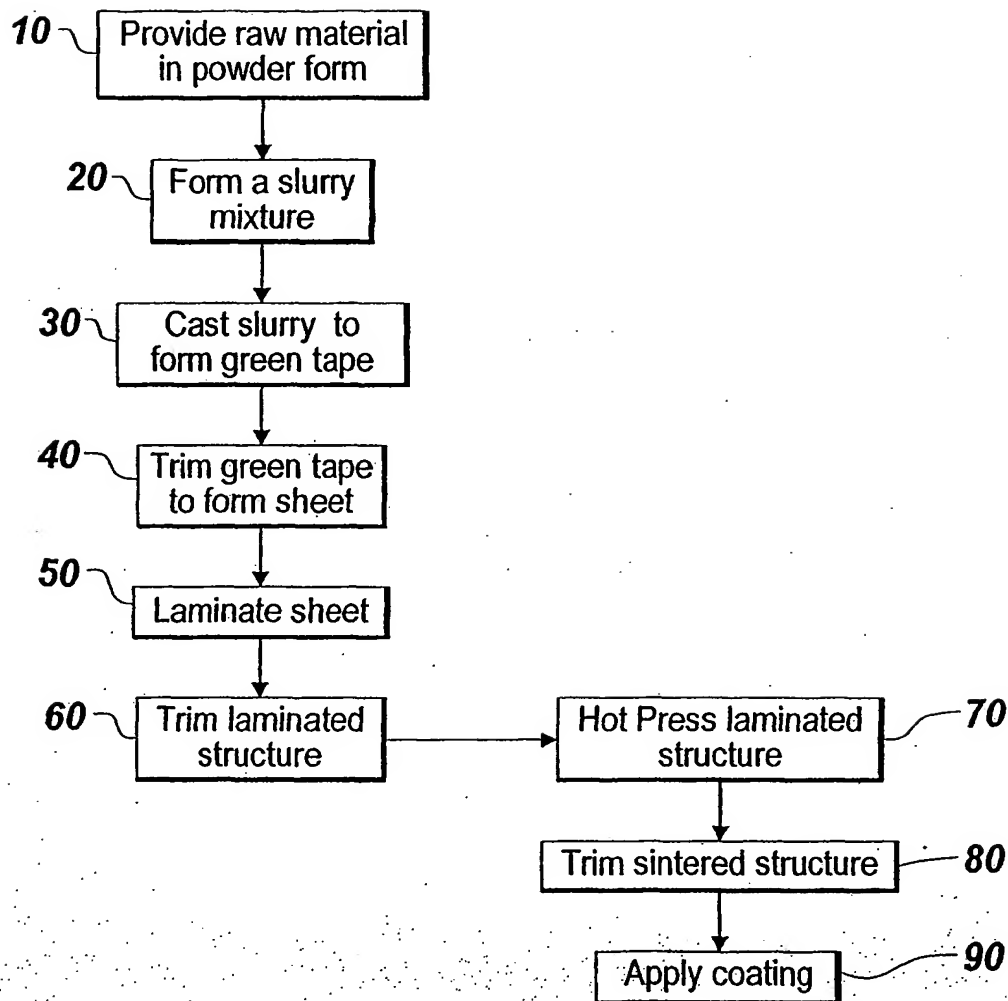 10
Provide raw material
in powder form
20
Form a slurry
mixture
30
Cast slurry to
form green tape
40
Trim green tape
to form sheet
50
Laminate sheet
60
Trim laminated
structure
Hot Press laminated
structure
70
Trim sintered structure
80
Apply coating
90